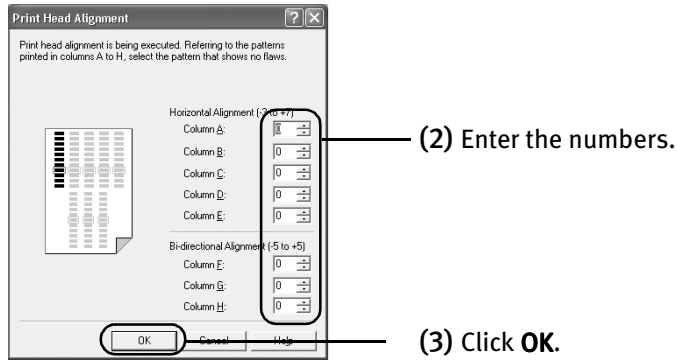 Print Head Alignment
Print head alignment is being executed. Referring to the patterns
printed in columns A to H, select the pattern that shows no flaws.
Horizontal Alignment (-3 to +7)
Column A: 0
Column B: 0
Column C: 0
Column D: 0
Column E: 0
(2) Enter the numbers.
Bi-directional Alignment (-5 to +5)
Column F: 0
Column G: 0
Column H: 0
OK Cancel Help
(3) Click OK.